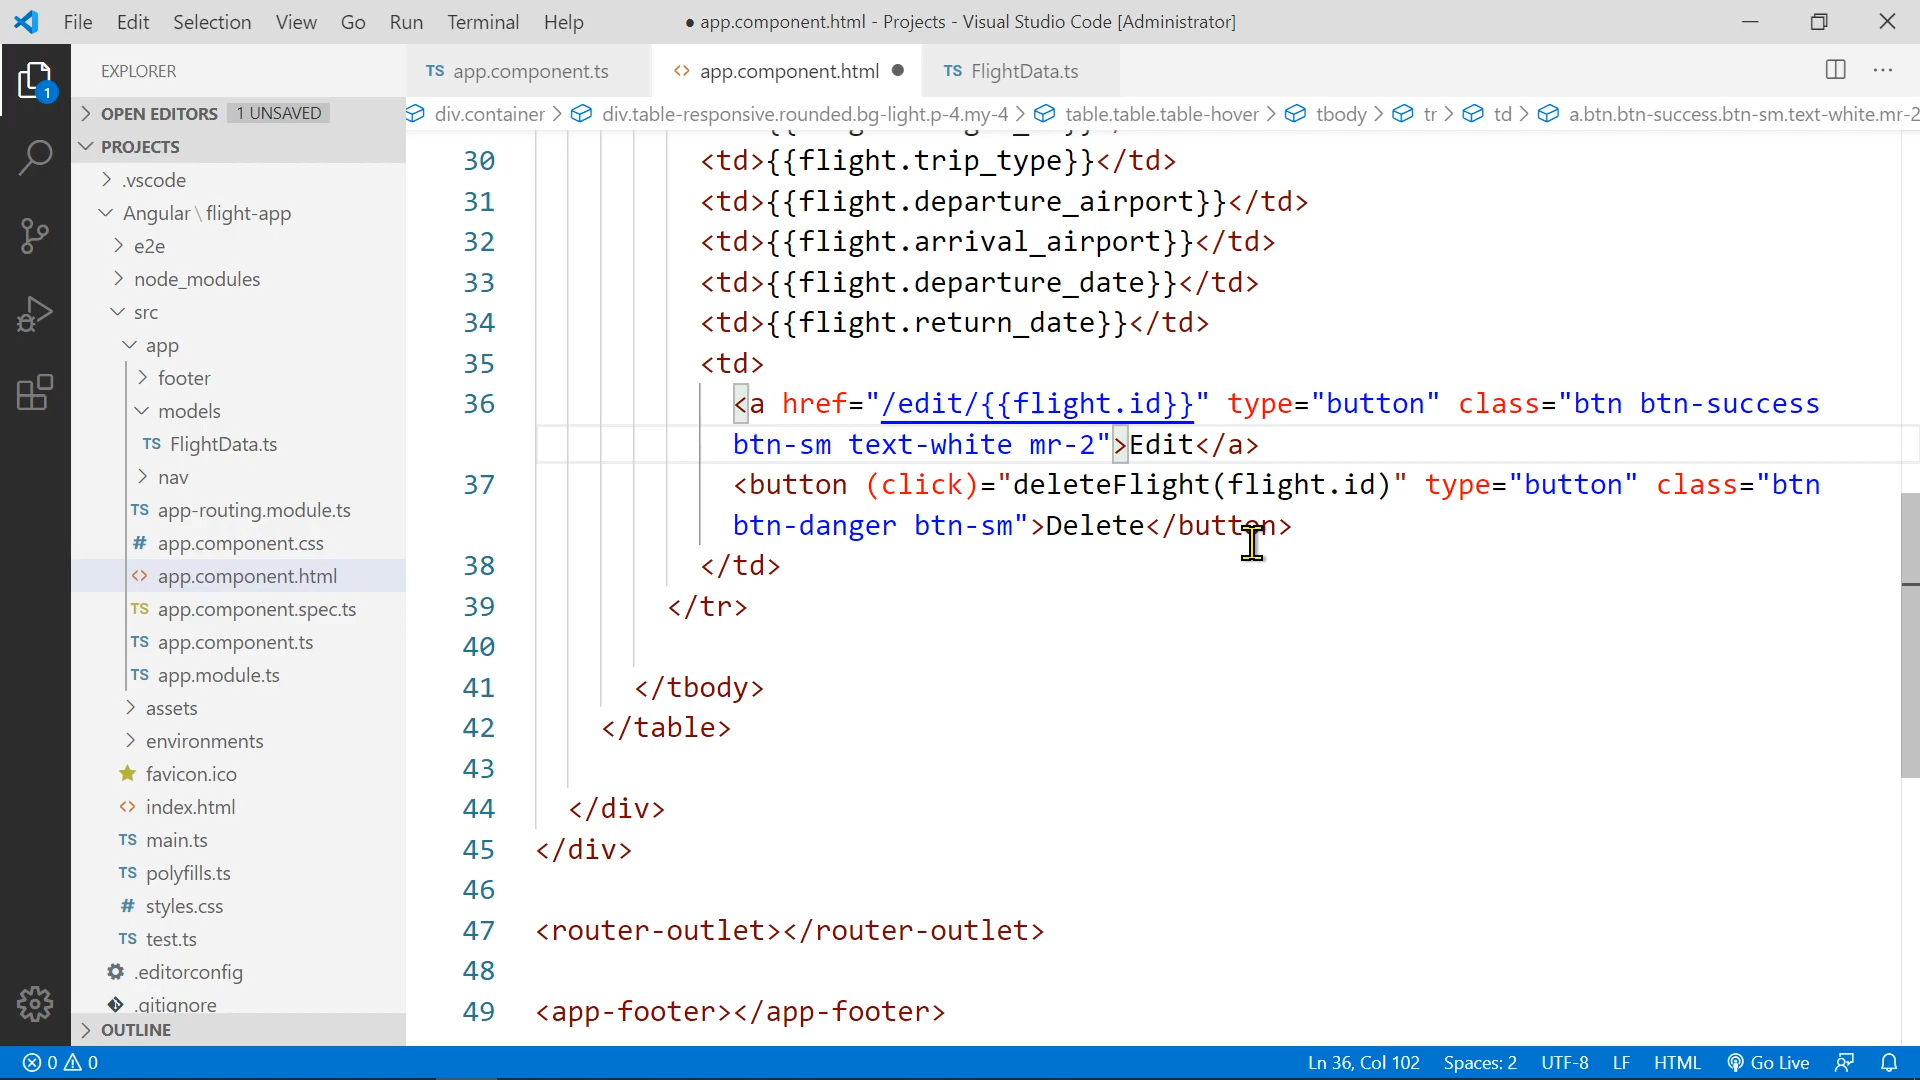 File Edit Selection View Go Run Terminal Help ● app.component.html - Projects - Visual Studio Code [Administrator]
EXPLORER
TS app.component.ts
<> app.component.html ●
TS FlightData.ts
OPEN EDITORS 1 UNSAVED
div.container > div.table-responsive.rounded.bg-light.p-4.my-4 > table.table.table-hover > tbody > tr > td > a.btn.btn-success.btn-sm.text-white.mr-2
PROJECTS
.vscode
Angular \ flight-app
e2e
node_modules
src
app
footer
models
TS FlightData.ts
nav
TS app-routing.module.ts
# app.component.css
<> app.component.html
TS app.component.spec.ts
TS app.component.ts
TS app.module.ts
assets
environments
favicon.ico
<> index.html
TS main.ts
TS polyfills.ts
# styles.css
TS test.ts
.editorconfig
.gitignore
OUTLINE
1
30 <td>{{flight.trip_type}}</td>
31 <td>{{flight.departure_airport}}</td>
32 <td>{{flight.arrival_airport}}</td>
33 <td>{{flight.departure_date}}</td>
34 <td>{{flight.return_date}}</td>
35 <td>
36 <a href="/edit/{{flight.id}}" type="button" class="btn btn-success
btn-sm text-white mr-2">Edit</a>
37 <button (click)="deleteFlight(flight.id)" type="button" class="btn
btn-danger btn-sm">Delete</button>
38 </td>
39 </tr>
40
41 </tbody>
42 </table>
43
44 </div>
45 </div>
46
47 <router-outlet></router-outlet>
48
49 <app-footer></app-footer>
0 0 Ln 36, Col 102 Spaces: 2 UTF-8 LF HTML Go Live